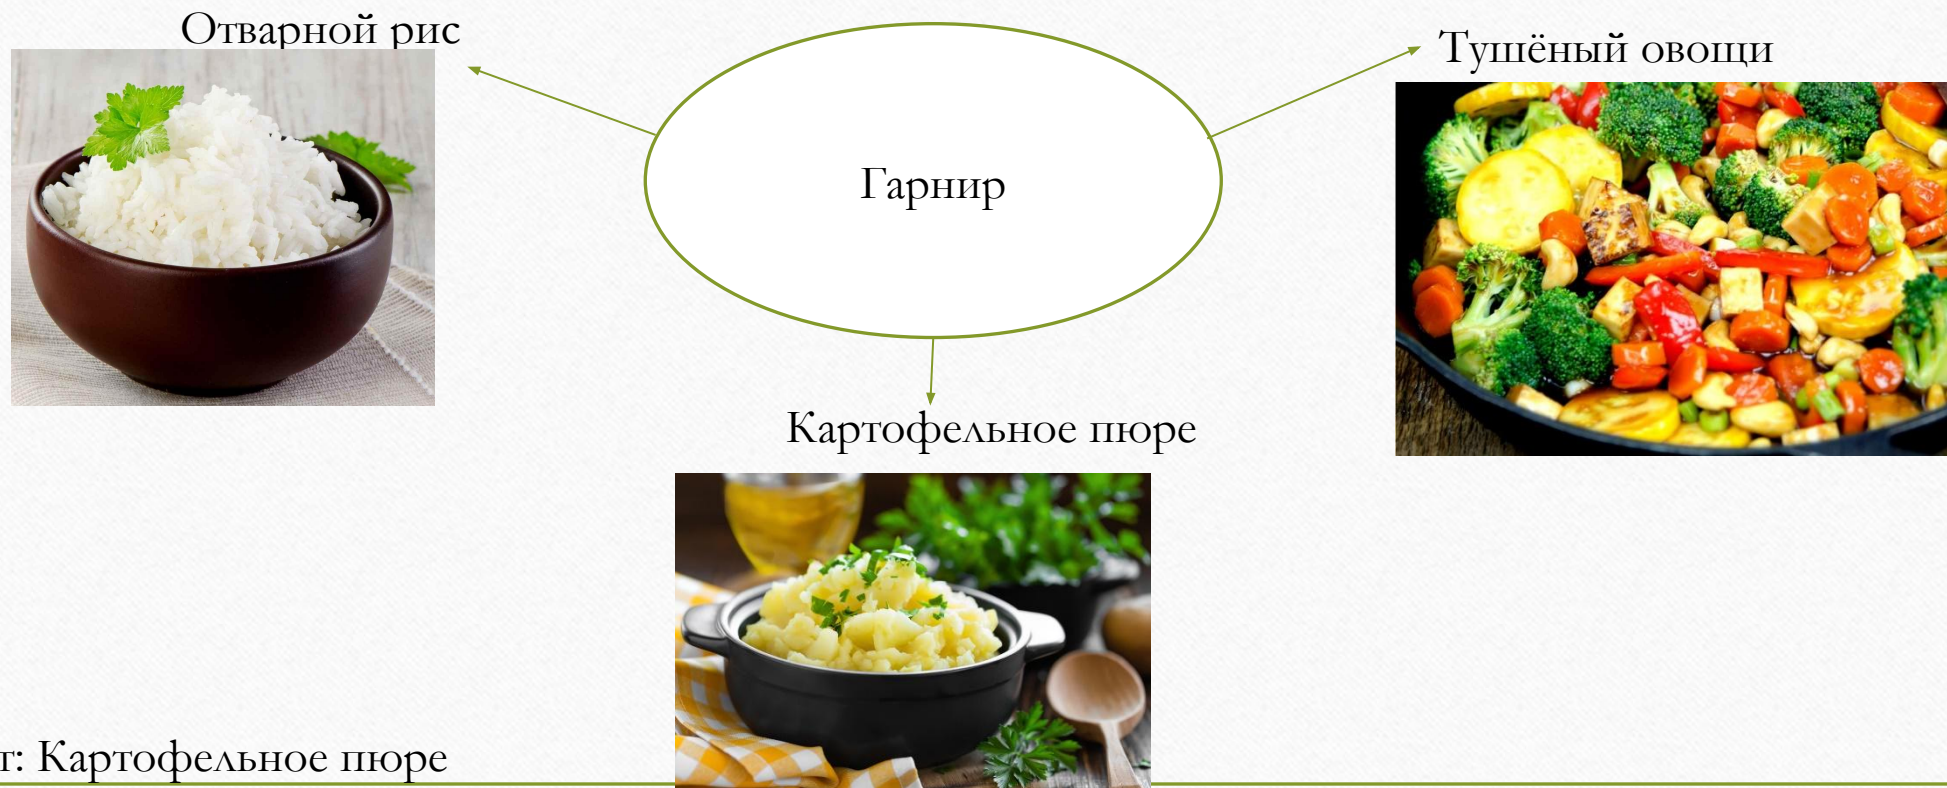 Отварной рис
Тушёный овощи
Гарнир
Картофельное пюре
т: Картофельное пюре